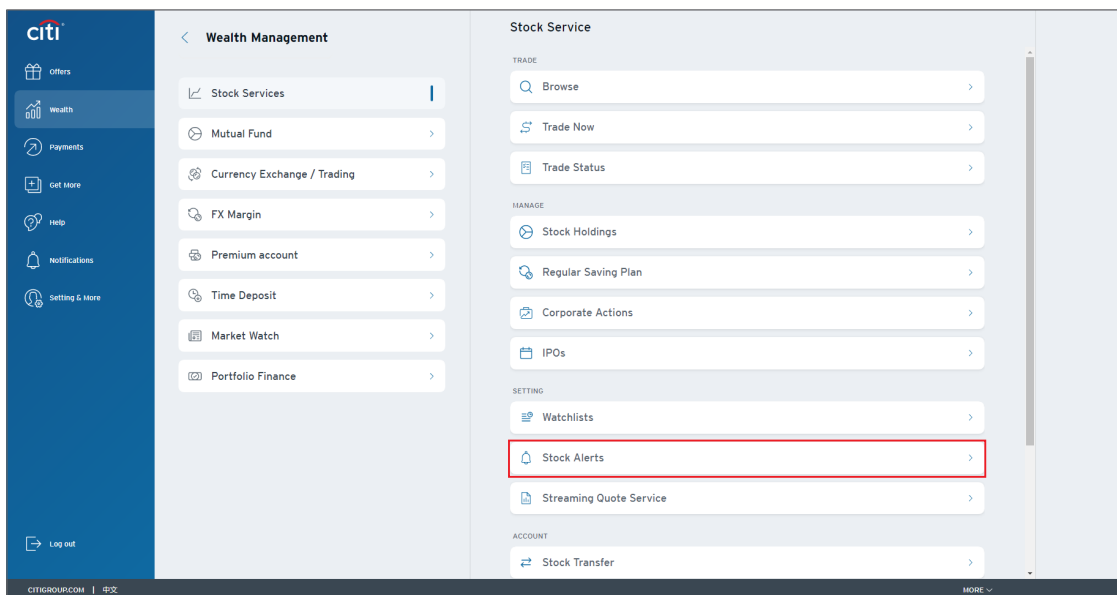 citi
Offers
Wealth
Payments
Get More
Help
Notifications
Setting & More
Log out
Wealth Management
Stock Services
Mutual Fund
Currency Exchange / Trading
FX Margin
Premium account
Time Deposit
Market Watch
Portfolio Finance
Stock Service
TRADE
Browse
Trade Now
Trade Status
MANAGE
Stock Holdings
Regular Saving Plan
Corporate Actions
IPOs
SETTING
Watchlists
Stock Alerts
Streaming Quote Service
ACCOUNT
Stock Transfer
CITIGROUP.COM | 中文
MORE